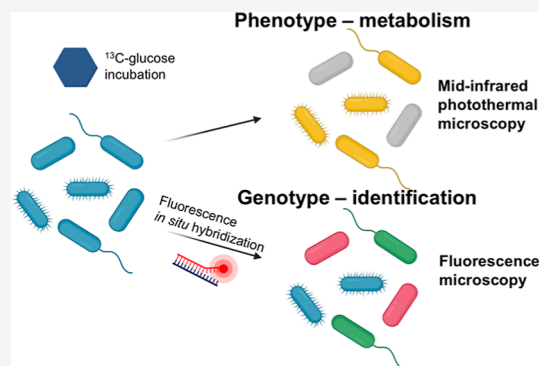 Phenotype – metabolism
¹³C-glucose
incubation
Mid-infrared
photothermal
microscopy
Genotype – identification
Fluorescence
in situ hybridization
Fluorescence
microscopy